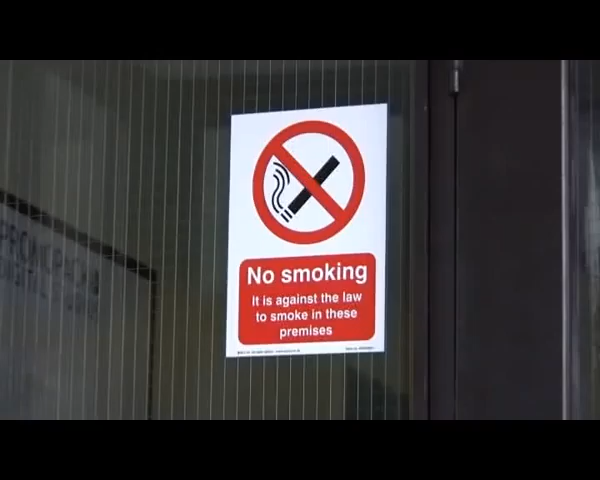 No smoking
It is against the law
to smoke in these
premises